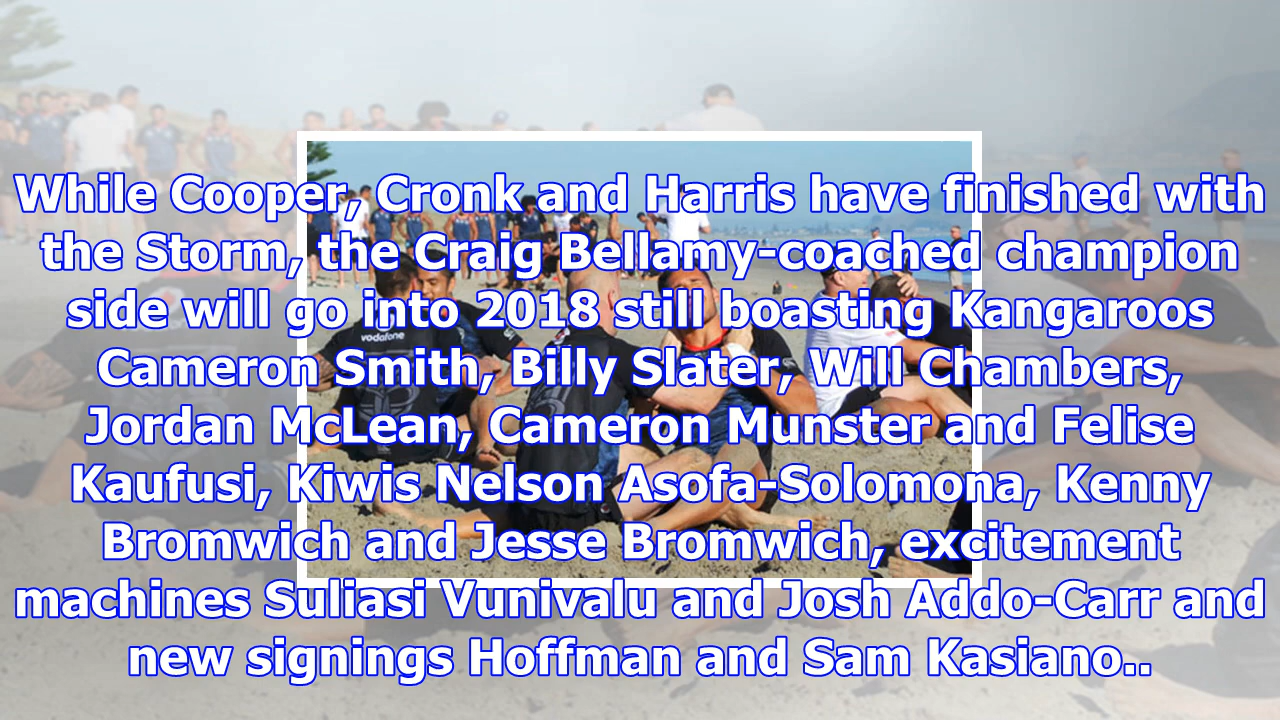 While Cooper, Cronk and Harris have finished with
the Storm, the Craig Bellamy-coached champion
side will go into 2018 still boasting Kangaroos
Cameron Smith, Billy Slater, Will Chambers,
Jordan McLean, Cameron Munster and Felise
Kaufusi, Kiwis Nelson Asofa-Solomona, Kenny
Bromwich and Jesse Bromwich, excitement
machines Suliasi Vunivalu and Josh Addo-Carr and
new signings Hoffman and Sam Kasiano..
vodafone